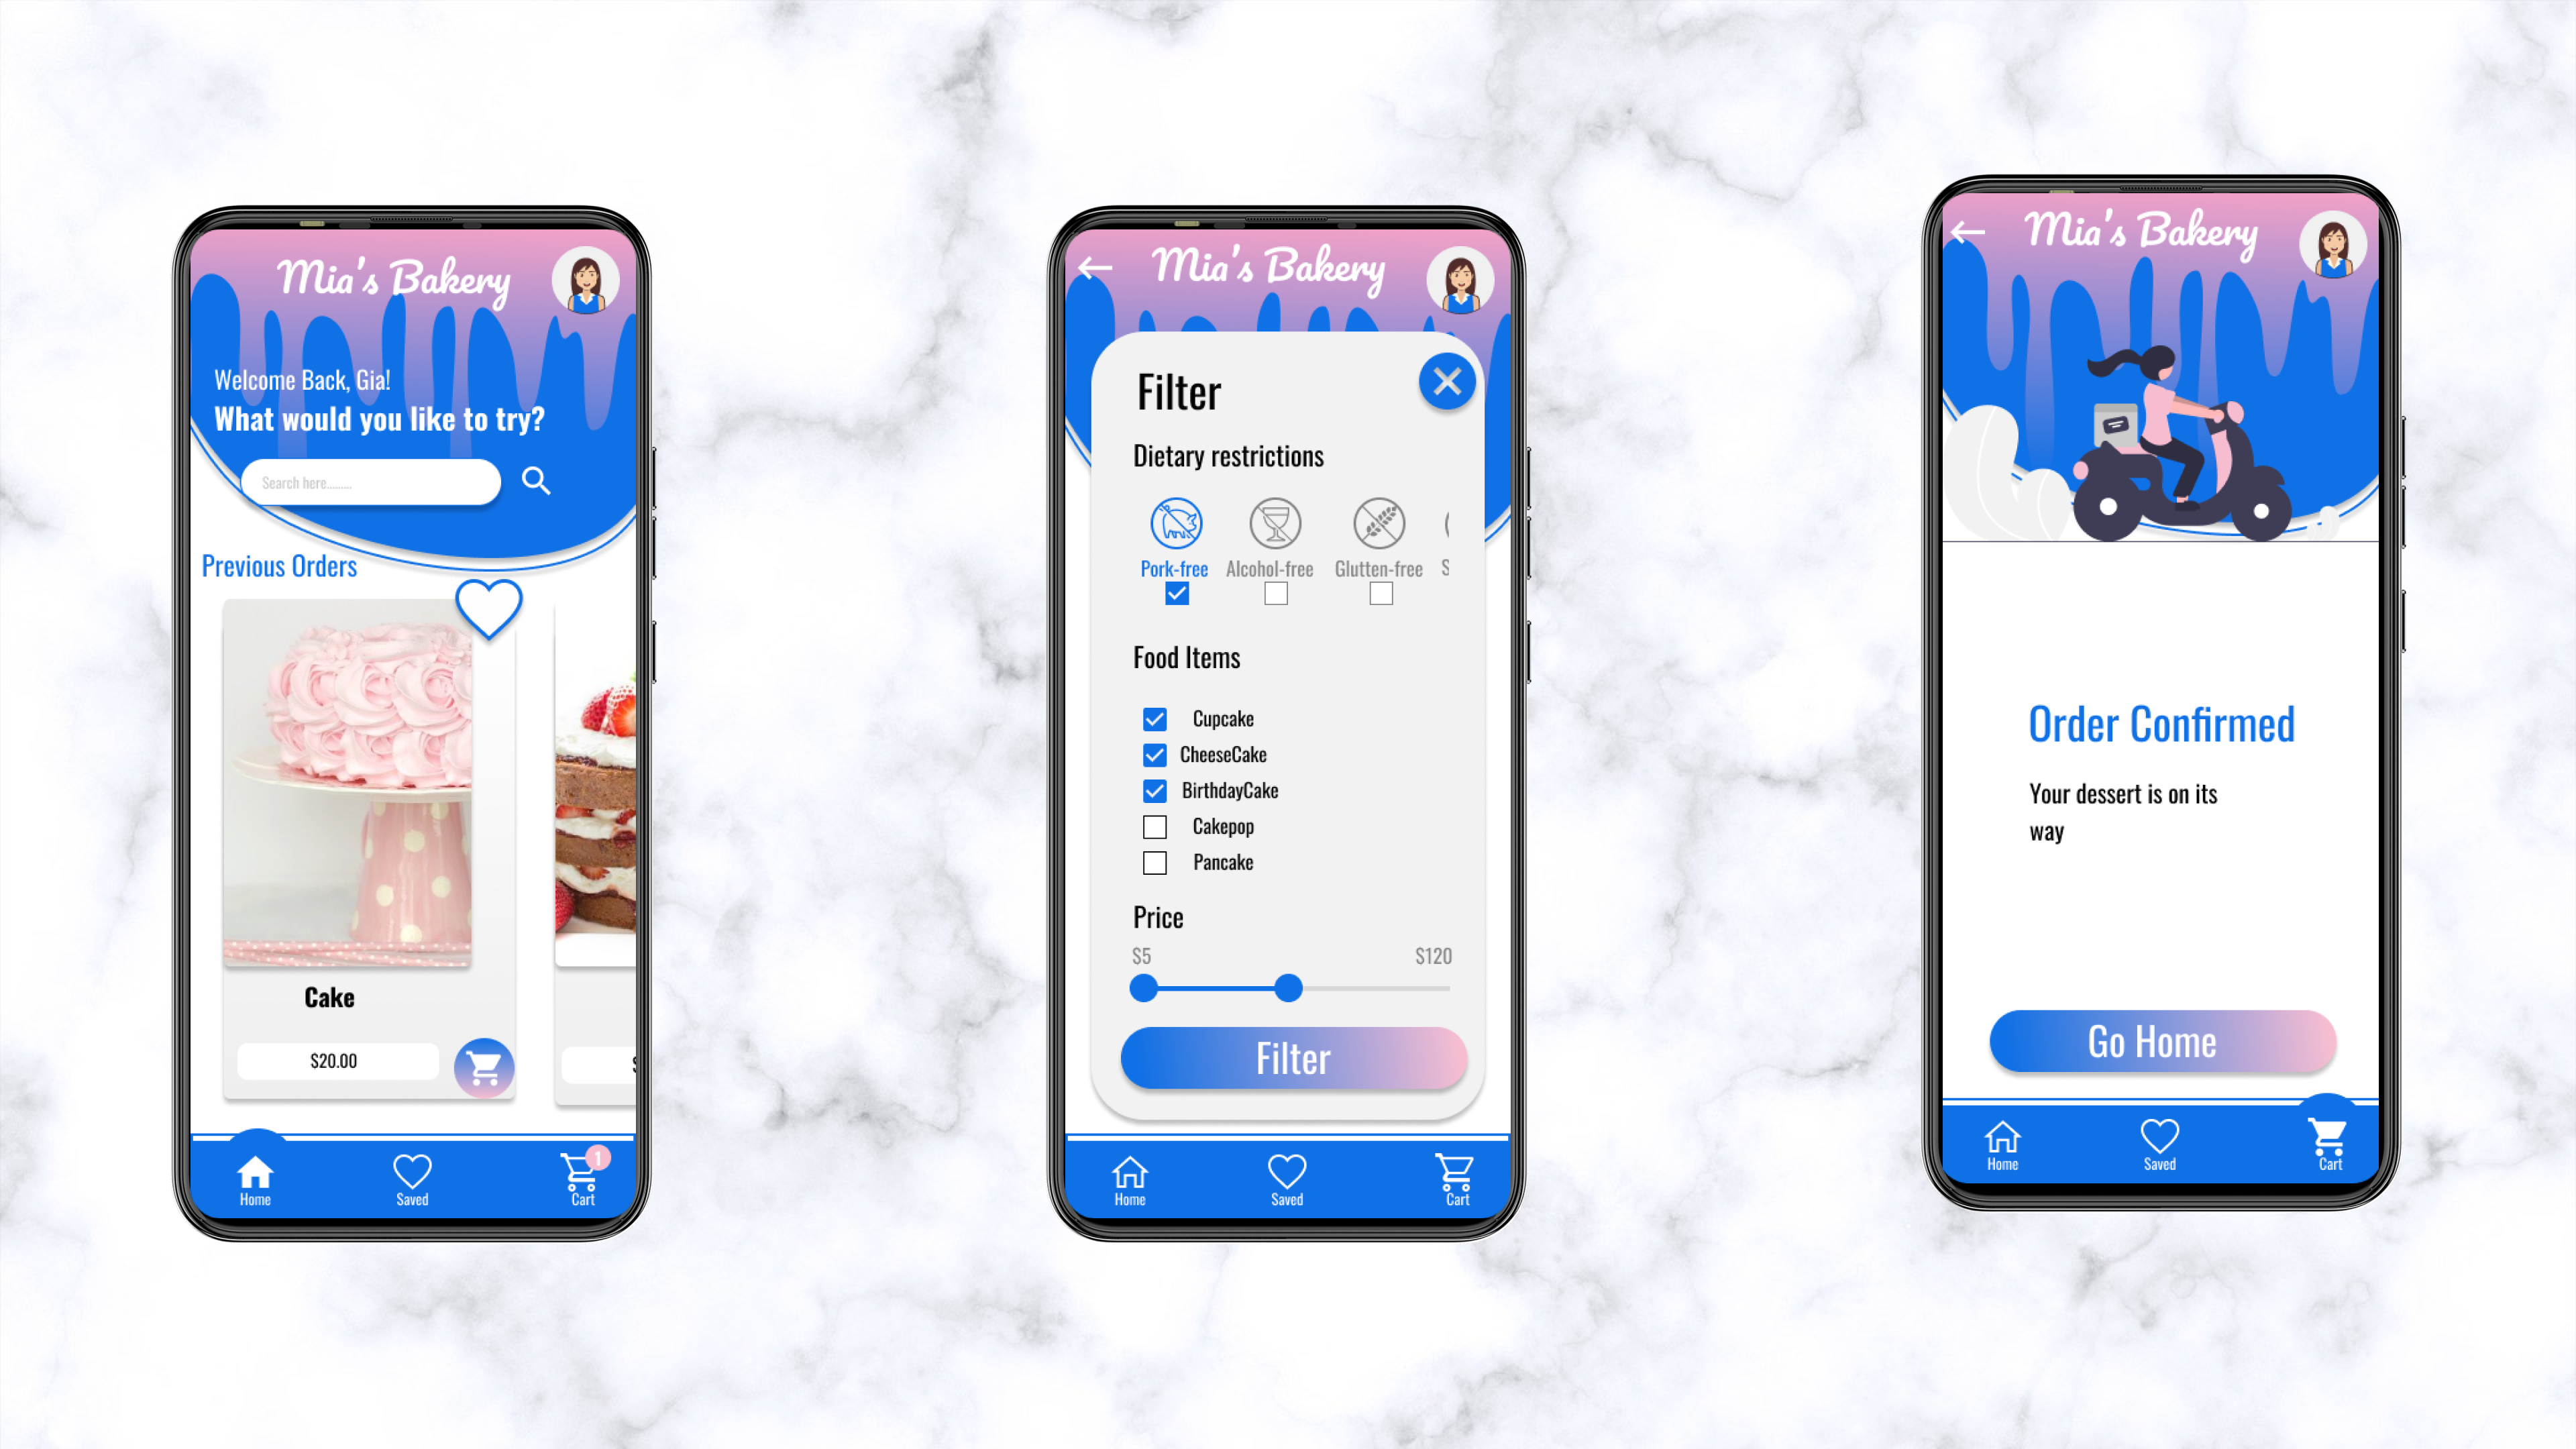 Mia's Bakery
Welcome Back, Gia!
What would you like to try?
Search here.........
Previous Orders
Cake
$20.00
Home
Saved
1
Cart
Mia's Bakery
Filter
Dietary restrictions
Pork-free Alcohol-free Glutten-free S
Food Items
Cupcake
CheeseCake
BirthdayCake
Cakepop
Pancake
Price
$5 $120
Filter
Home Saved Cart
Mia's Bakery
Order Confirmed
Your dessert is on its
way
Go Home
Home Saved Cart